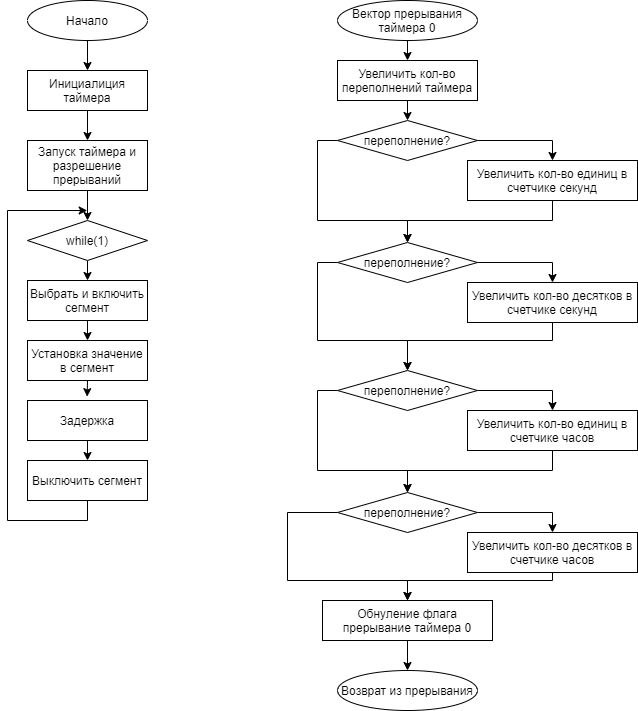 Начало
Инициалиция
таймера
Запуск таймера и
разрешение
прерываний
while(1)
Выбрать и включить
сегмент
Установка значение
в сегмент
Задержка
Выключить сегмент
Вектор прерывания
таймера 0
Увеличить кол-во
переполнений таймера
переполнение?
Увеличить кол-во единиц в
счетчике секунд
переполнение?
Увеличить кол-во десятков в
счетчике секунд
переполнение?
Увеличить кол-во единиц в
счетчике часов
переполнение?
Увеличить кол-во десятков в
счетчике часов
Обнуление флага
прерывание таймера 0
Возврат из прерывания